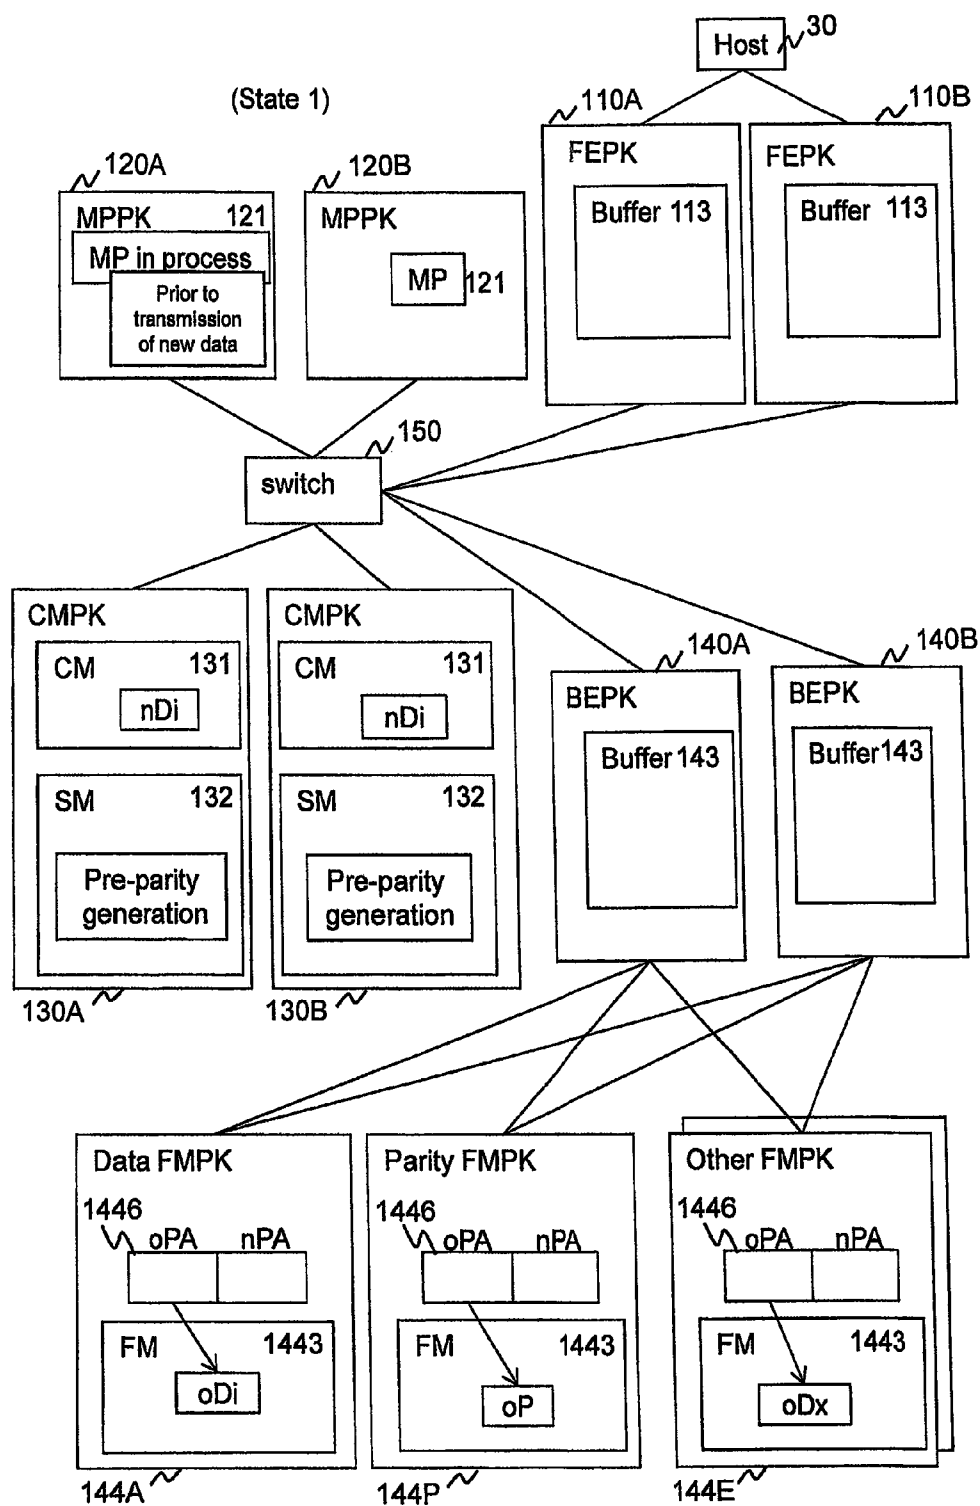 Host 30
(State 1)
110A
110B
120A
120B
FEPK
Buffer 113
FEPK
Buffer 113
MPPK 121
MP in process
Prior to
transmission
of new data
MPPK
MP 121
150
switch
CMPK
CM 131
nDi
SM 132
Pre-parity
generation
130A
CMPK
CM 131
nDi
SM 132
Pre-parity
generation
130B
140A
BEPK
Buffer 143
140B
BEPK
Buffer 143
Data FMPK
1446
oPA nPA
FM 1443
oDi
144A
Parity FMPK
1446
oPA nPA
FM 1443
oP
144P
Other FMPK
1446
oPA nPA
FM 1443
oDx
144E